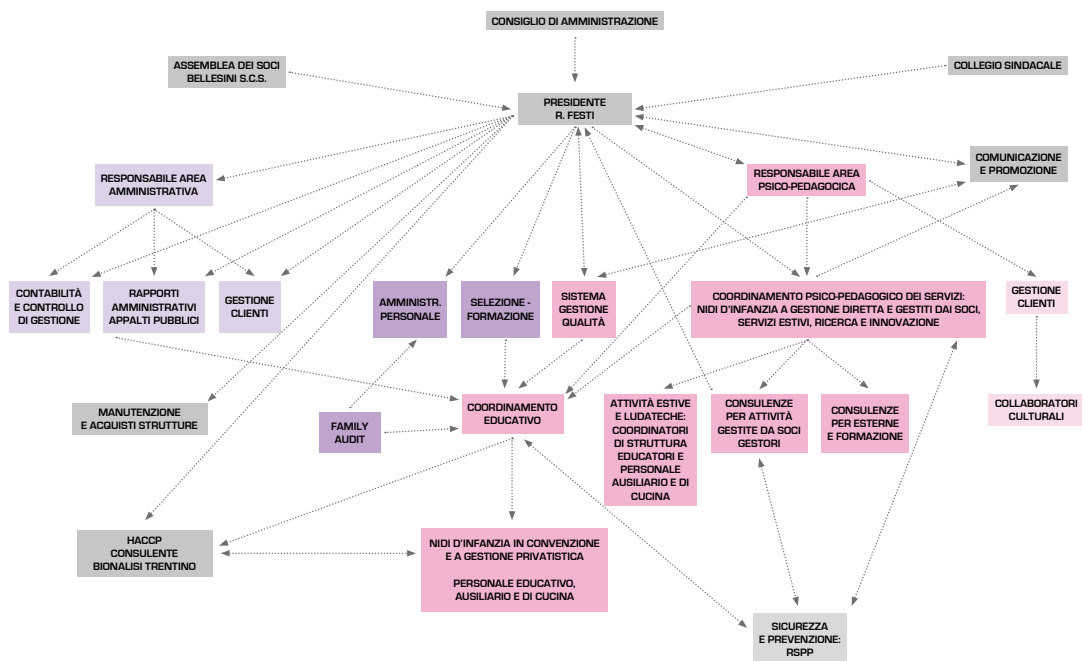 CONSIGLIO DI AMMINISTRAZIONE
ASSEMBLEA DEI SOCI
BELLESINI S.C.S.
COLLEGIO SINDACALE
PRESIDENTE
R. FESTI
COMUNICAZIONE
E PROMOZIONE
RESPONSABILE AREA
AMMINISTRATIVA
RESPONSABILE AREA
PSICO-PEDAGOGICA
CONTABILITÀ
E CONTROLLO
DI GESTIONE
RAPPORTI
AMMINISTRATIVI
APPALTI PUBBLICI
GESTIONE
CLIENTI
AMMINISTR.
PERSONALE
SELEZIONE -
FORMAZIONE
SISTEMA
GESTIONE
QUALITÀ
COORDINAMENTO PSICO-PEDAGOGICO DEI SERVIZI:
NIDI D'INFANZIA A GESTIONE DIRETTA E GESTITI DAI SOCI,
SERVIZI ESTIVI, RICERCA E INNOVAZIONE
GESTIONE
CLIENTI
MANUTENZIONE
E ACQUISTI STRUTTURE
FAMILY
AUDIT
COORDINAMENTO
EDUCATIVO
ATTIVITÀ ESTIVE
E LUDATECHE:
COORDINATORI
DI STRUTTURA
EDUCATORI E
PERSONALE
AUSILIARIO E DI
CUCINA
CONSULENZE
PER ATTIVITÀ
GESTITE DA SOCI
GESTORI
CONSULENZE
PER ESTERNE
E FORMAZIONE
COLLABORATORI
CULTURALI
HACCP
CONSULENTE
BIONALISI TRENTINO
NIDI D'INFANZIA IN CONVENZIONE
E A GESTIONE PRIVATISTICA
PERSONALE EDUCATIVO,
AUSILIARIO E DI CUCINA
SICUREZZA
E PREVENZIONE:
RSPP